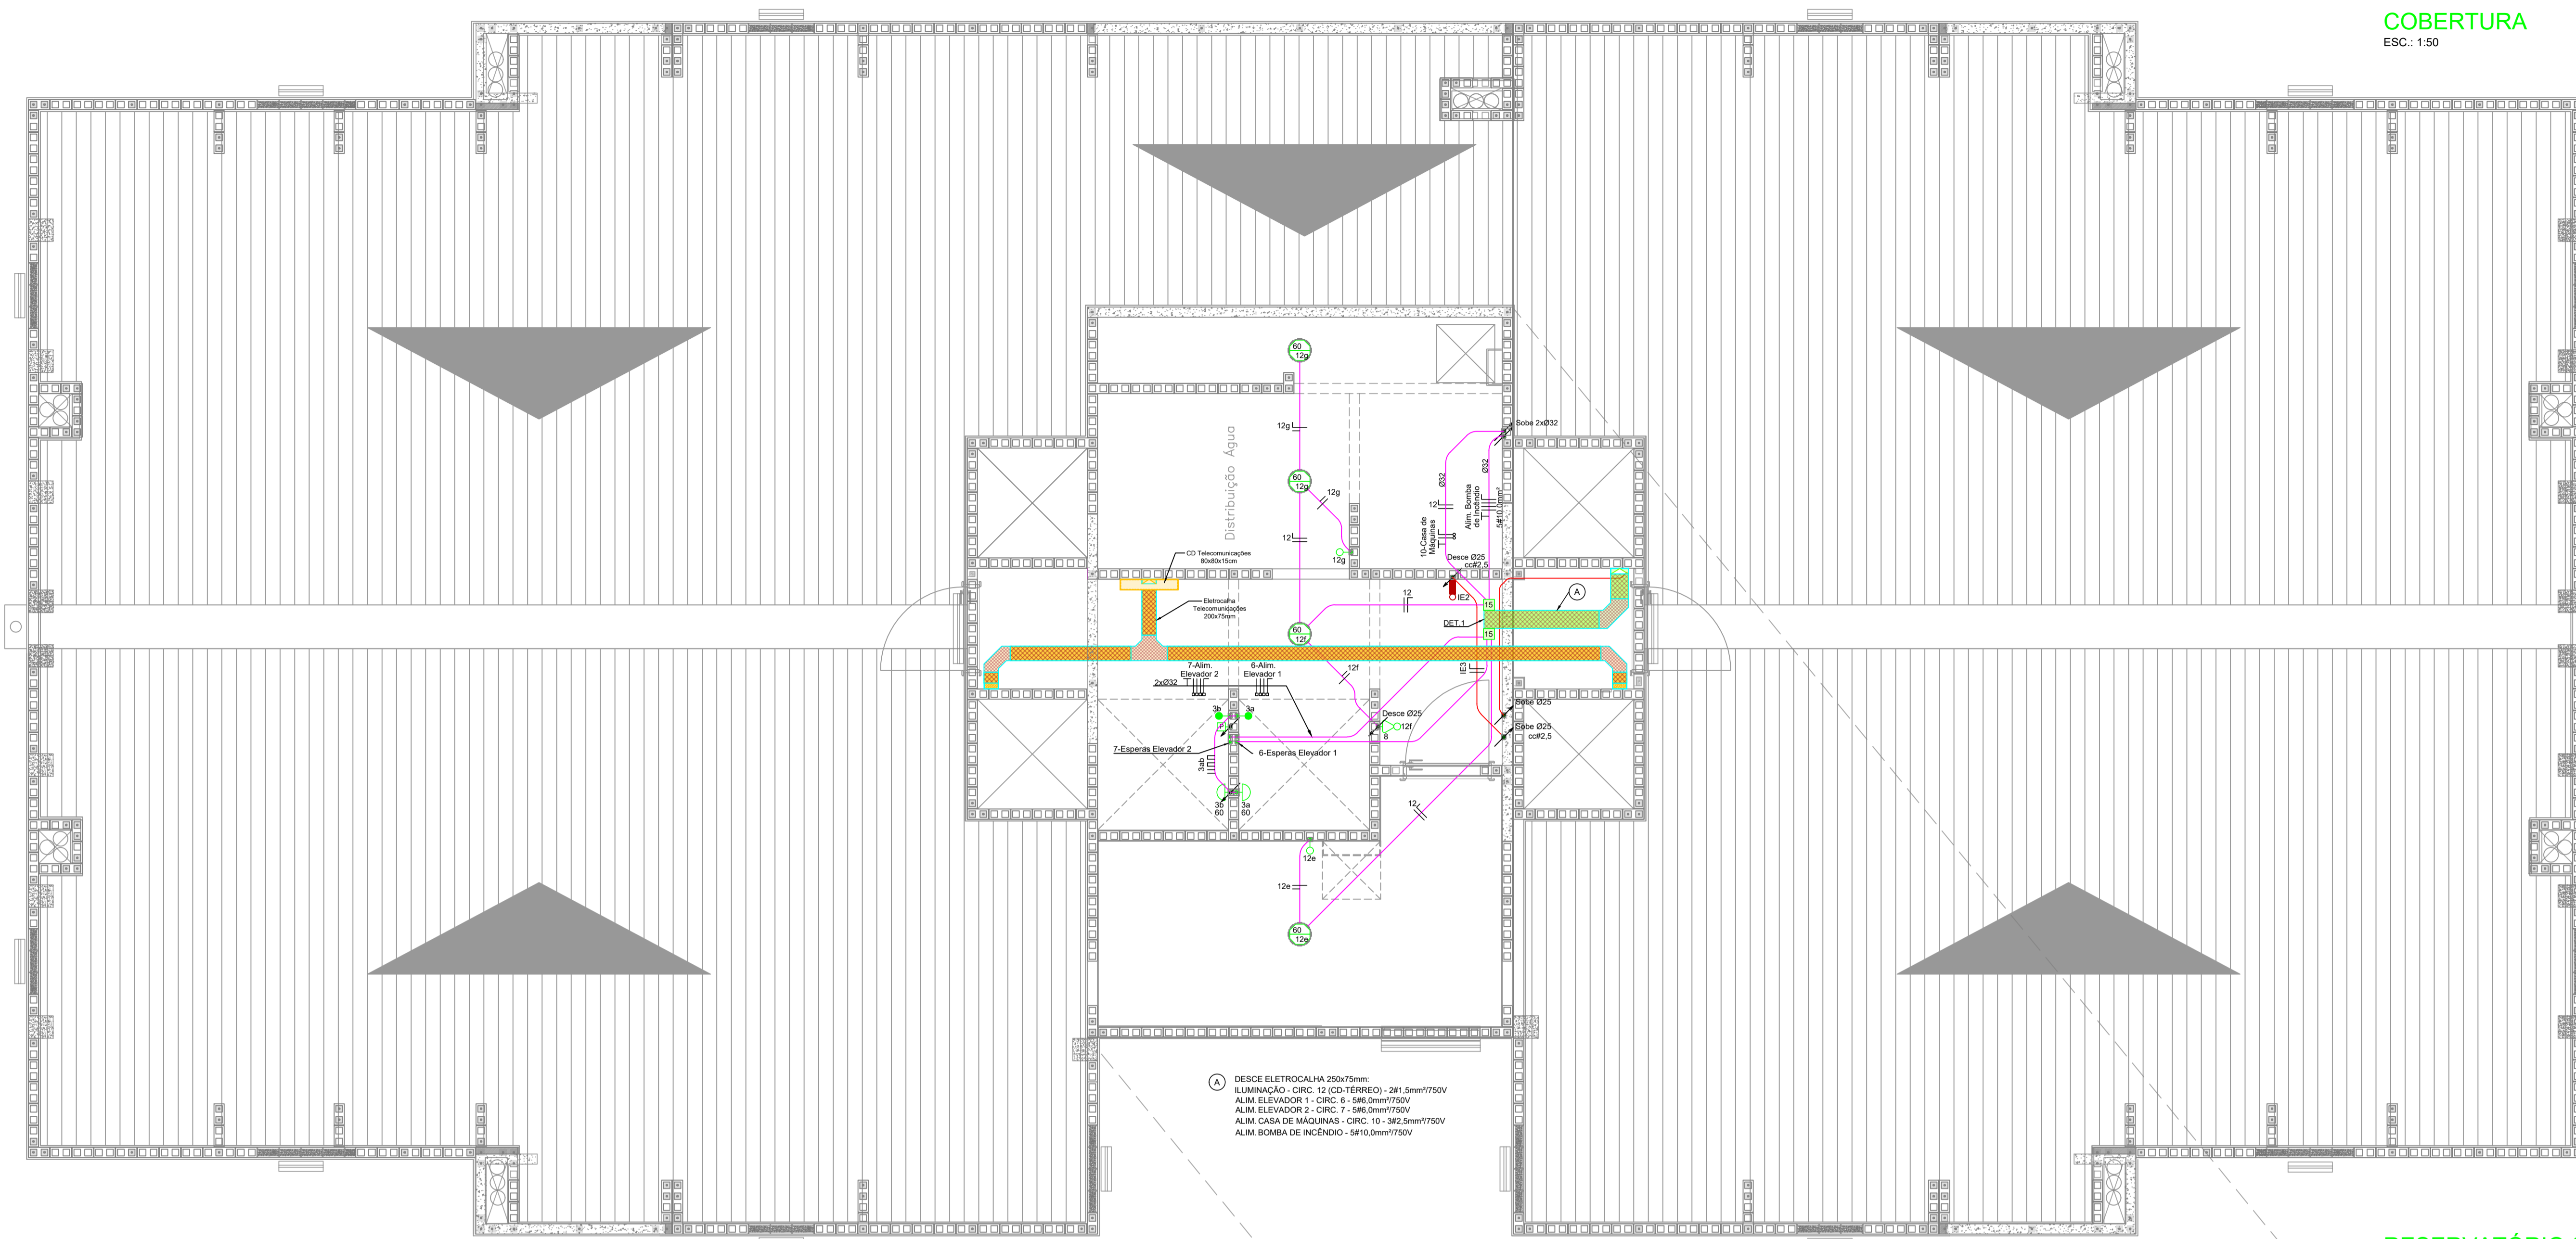 COBERTURA
ESC.: 1:50
60
12g
12g
Sobe 2xØ32
Distribuição Água
60
12g
12g
Ø32
Ø32
12
12
10-Casa de
Máquinas
Alim. Bomba
de Incêndio
5#10,0mm²
12g
CD Telecomunicações
80x80x15cm
Desce Ø25
cc#2,5
IE2
Eletrocalha
Telecomunicações
200x75mm
12
15
A
DET.1
60
12f
15
7-Alim.
Elevador 2
6-Alim.
Elevador 1
12f
IE3
2xØ32
3b
3a
P
Desce Ø25
12f
8
Sobe Ø25
Sobe Ø25
cc#2,5
7-Esperas Elevador 2
6-Esperas Elevador 1
3ab
3b
60
3a
60
12
12e
12e
60
12e
A
DESCE ELETROCALHA 250x75mm:
ILUMINAÇÃO - CIRC. 12 (CD-TÉRREO) - 2#1,5mm²/750V
ALIM. ELEVADOR 1 - CIRC. 6 - 5#6,0mm²/750V
ALIM. ELEVADOR 2 - CIRC. 7 - 5#6,0mm²/750V
ALIM. CASA DE MÁQUINAS - CIRC. 10 - 3#2,5mm²/750V
ALIM. BOMBA DE INCÊNDIO - 5#10,0mm²/750V